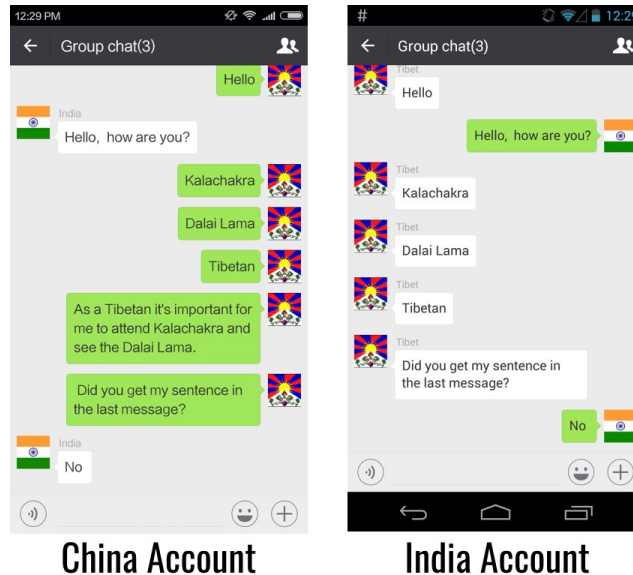 12:29 PM
Group chat(3)
Hello
India
Hello, how are you?
Kalachakra
Dalai Lama
Tibetan
As a Tibetan it's important for
me to attend Kalachakra and
see the Dalai Lama.
Did you get my sentence in
the last message?
India
No
China Account
#
12:29
Group chat(3)
Tibet
Hello
Hello, how are you?
Tibet
Kalachakra
Tibet
Dalai Lama
Tibet
Tibetan
Tibet
Did you get my sentence in
the last message?
No
India Account